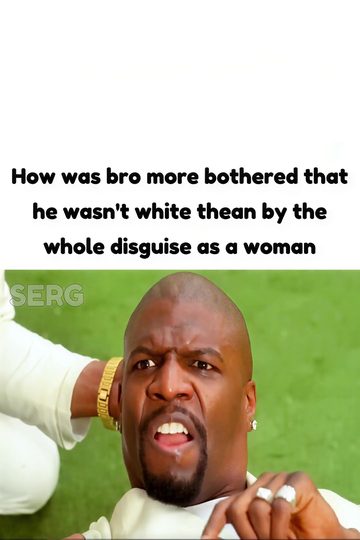 How was bro more bothered that
he wasn't white thean by the
whole disguise as a woman
SERG